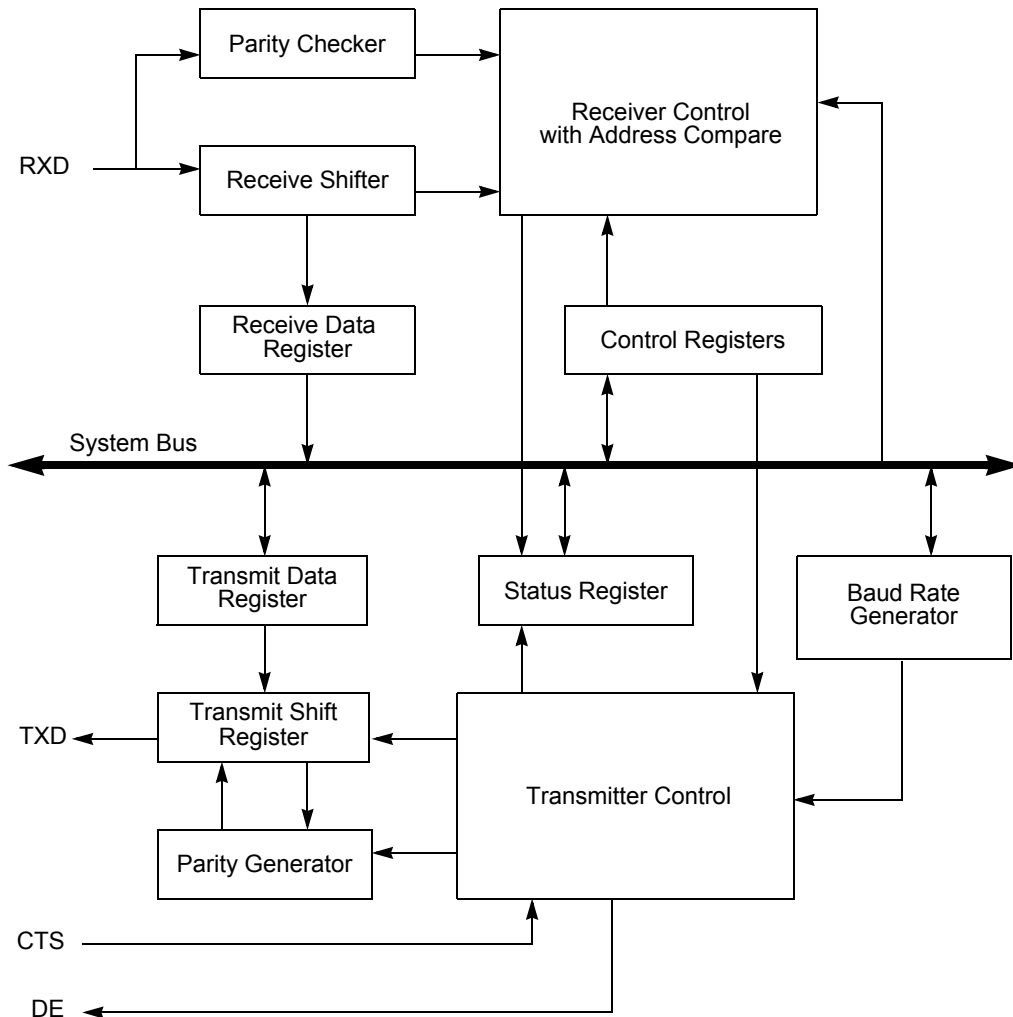 Parity Checker
Receiver Control
with Address Compare
RXD
Receive Shifter
Receive Data
Register
Control Registers
System Bus
Transmit Data
Register
Status Register
Baud Rate
Generator
TXD
Transmit Shift
Register
Transmitter Control
Parity Generator
CTS
DE